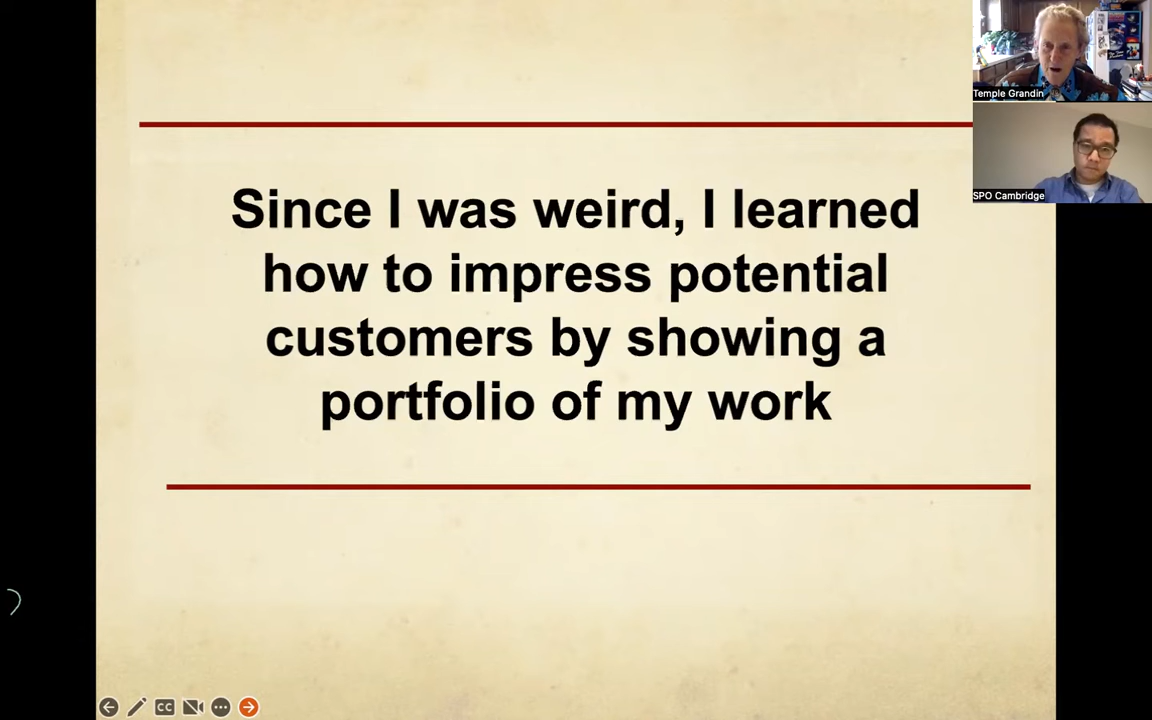 Since I was weird, I learned
how to impress potential
customers by showing a
portfolio of my work
Temple Grandin
SPO Cambridge
CC